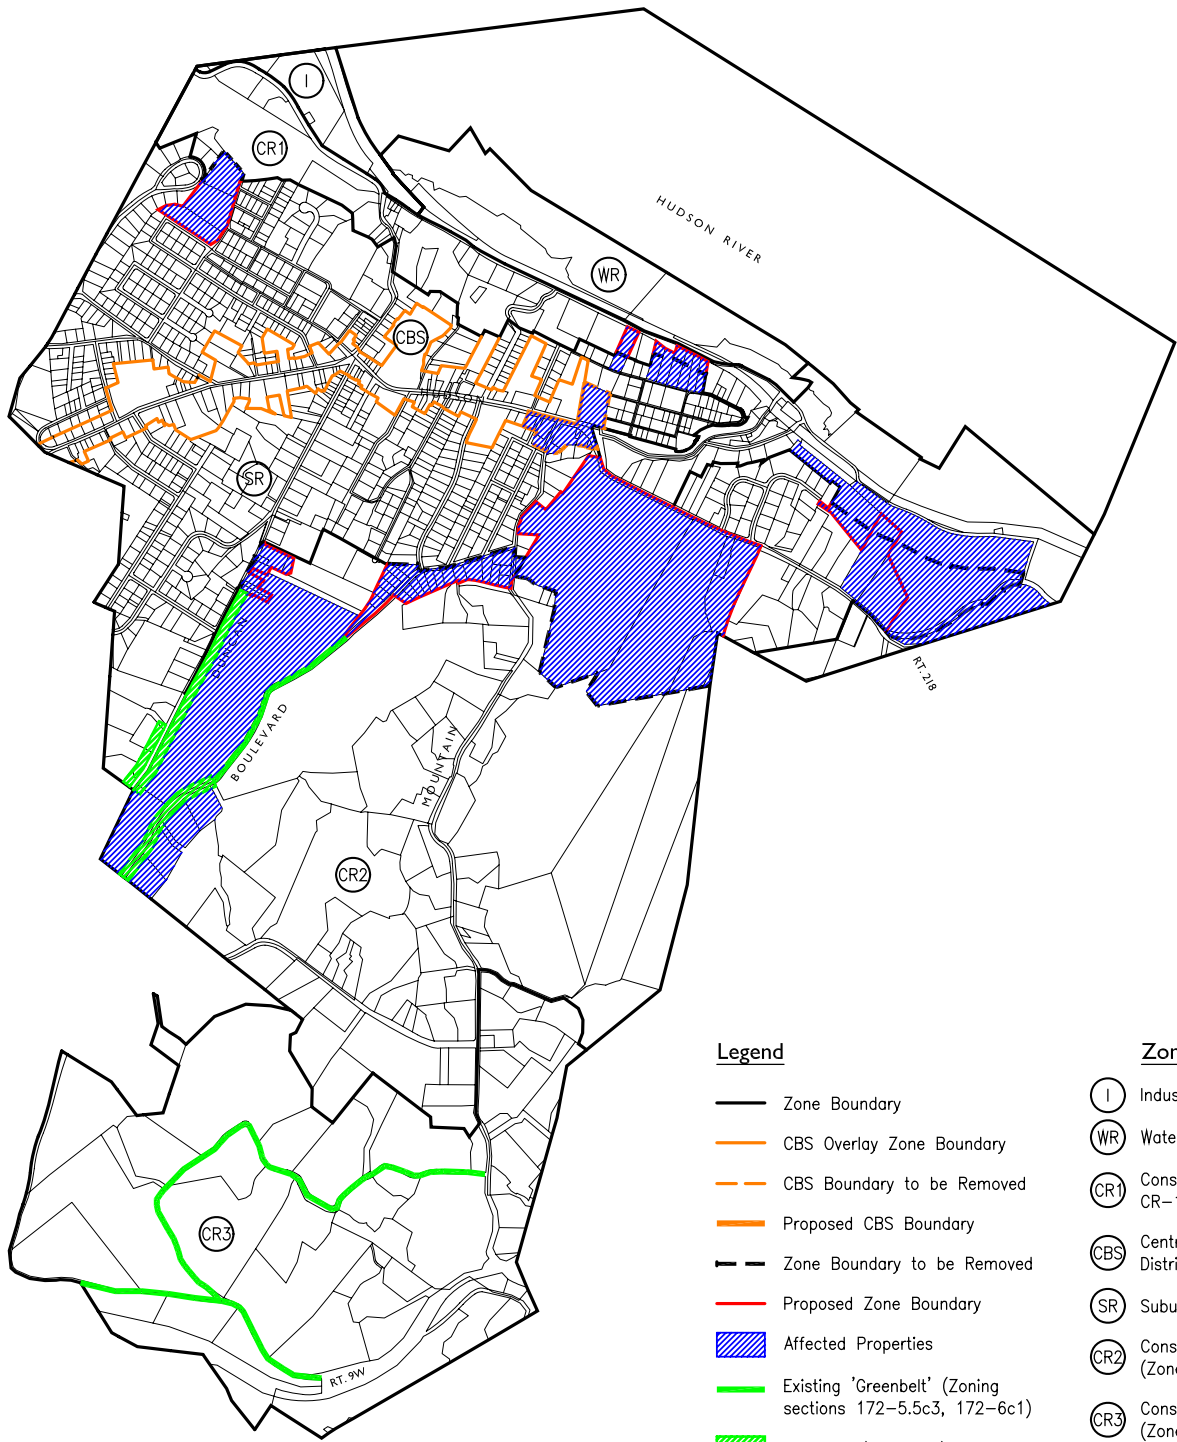 I
CR1
HUDSON RIVER
WR
CBS
SR
RT. 218
BOULEVARD
MOUNTAIN
CR2
CR3
RT. 9W
Legend
Zone Boundary
CBS Overlay Zone Boundary
CBS Boundary to be Removed
Proposed CBS Boundary
Zone Boundary to be Removed
Proposed Zone Boundary
Affected Properties
Existing 'Greenbelt' (Zoning
sections 172-5.5c3, 172-6c1)
Zon
I Indus
WR Wate
CR1 Cons
CR-1
CBS Centr
Distri
SR Subu
CR2 Cons
(Zone
CR3 Cons
(Zone